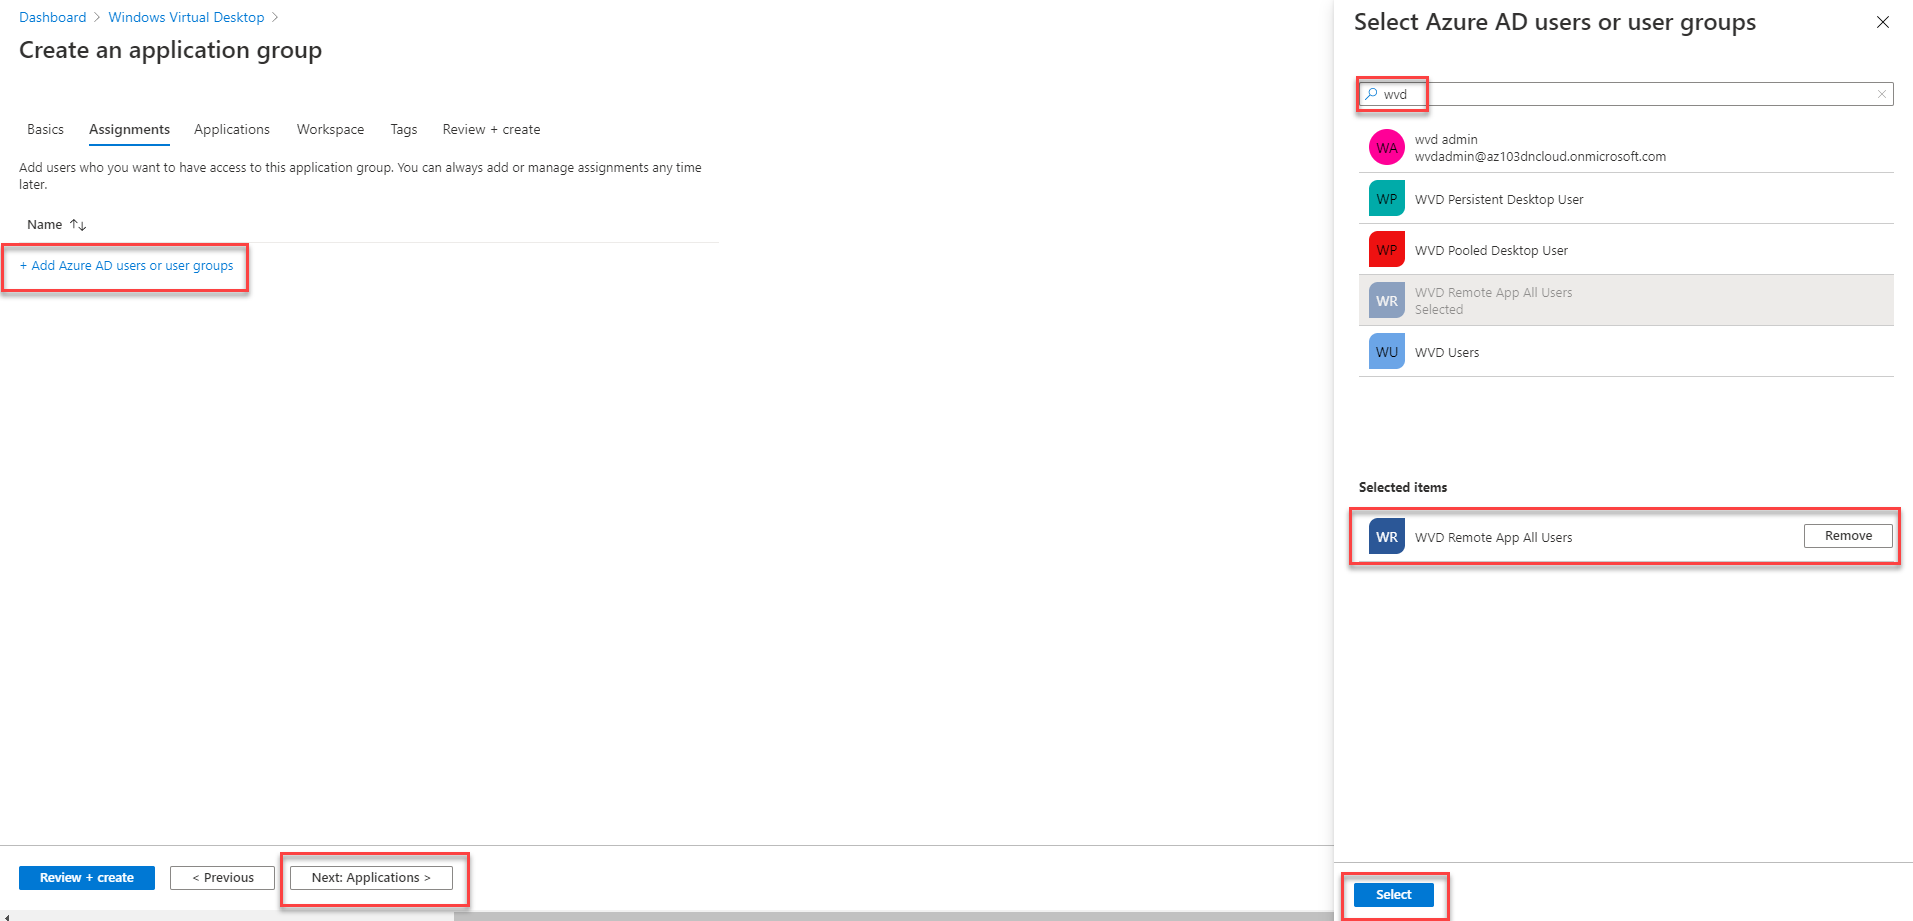 Dashboard > Windows Virtual Desktop >
Create an application group
Basics Assignments Applications Workspace Tags Review + create
Add users who you want to have access to this application group. You can always add or manage assignments any time
later.
Name ↑↓
+ Add Azure AD users or user groups
Review + create < Previous Next: Applications >
Select Azure AD users or user groups
wvd
WA wvd admin
wvdadmin@az103dncloud.onmicrosoft.com
WP WVD Persistent Desktop User
WP WVD Pooled Desktop User
WR WVD Remote App All Users
Selected
WU WVD Users
Selected items
WR WVD Remote App All Users Remove
Select